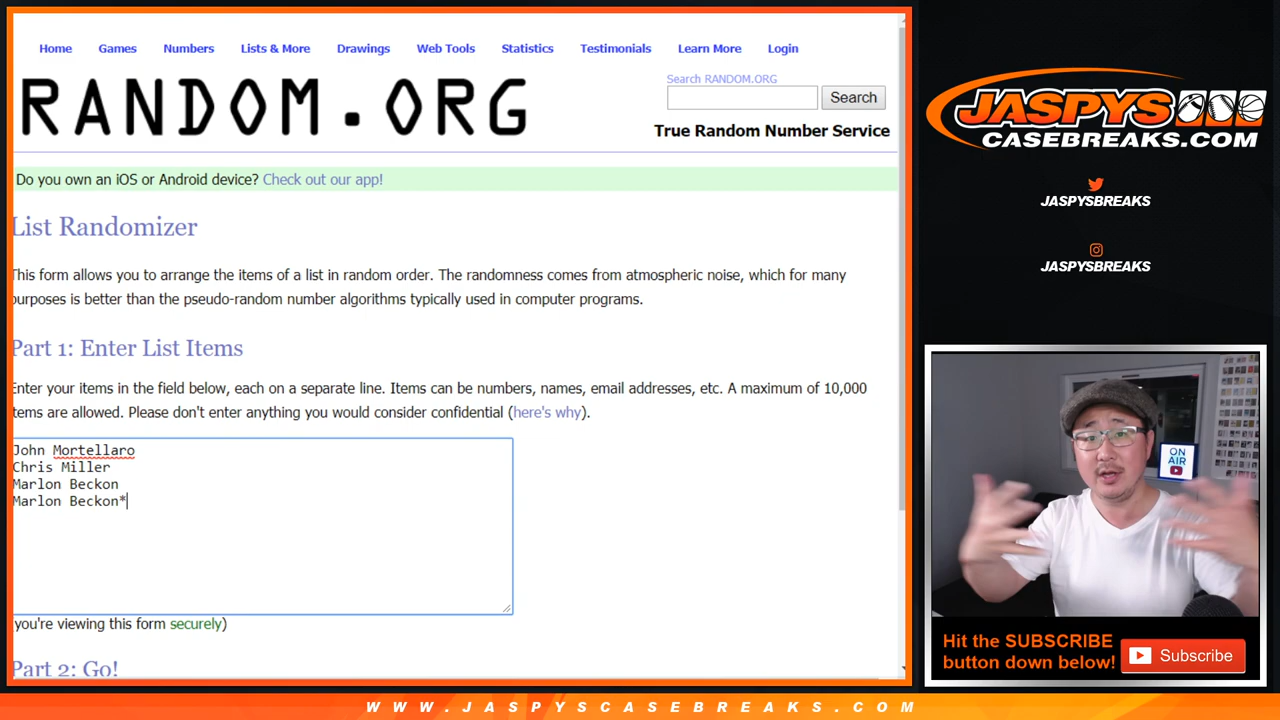 Home Games Numbers Lists & More Drawings Web Tools Statistics Testimonials Learn More Login
RANDOM.ORG
Search RANDOM.ORG
Search
True Random Number Service
Do you own an iOS or Android device? Check out our app!
List Randomizer
This form allows you to arrange the items of a list in random order. The randomness comes from atmospheric noise, which for many
purposes is better than the pseudo-random number algorithms typically used in computer programs.
Part 1: Enter List Items
Enter your items in the field below, each on a separate line. Items can be numbers, names, email addresses, etc. A maximum of 10,000
items are allowed. Please don't enter anything you would consider confidential (here's why).
John Mortellaro
Chris Miller
Marlon Beckon
Marlon Beckon*
(you're viewing this form securely)
Part 2: Go!
JASPYS
CASEBREAKS.COM
JASPYSBREAKS
JASPYSBREAKS
ON
AIR
Hit the SUBSCRIBE
button down below!
Subscribe
WWW.JASPYSCASEBREAKS.COM